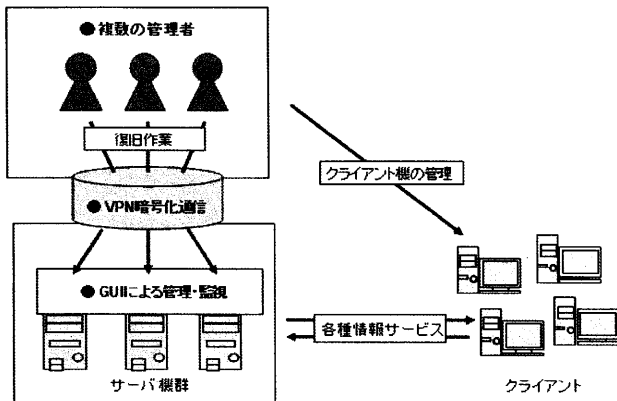 ●複数の管理者
復旧作業
クライアント機の管理
●VPN暗号化通信
●GUIによる管理・監視
各種情報サービス
サーバ機群
クライアント